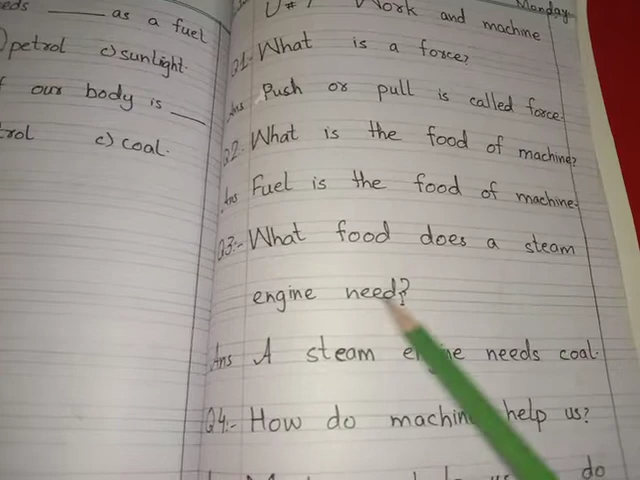 eds ____ as a fuel
petrol c) sunlight
our body is ___
c) coal.
Monday
U # 7 Work and machine
Q1:- What is a force?
Ans Push or pull is called force.
Q2:- What is the food of machine?
Ans Fuel is the food of machine.
Q3:- What food does a steam
engine need?
Ans A steam engine needs coal.
Q4:- How do machine help us?
do